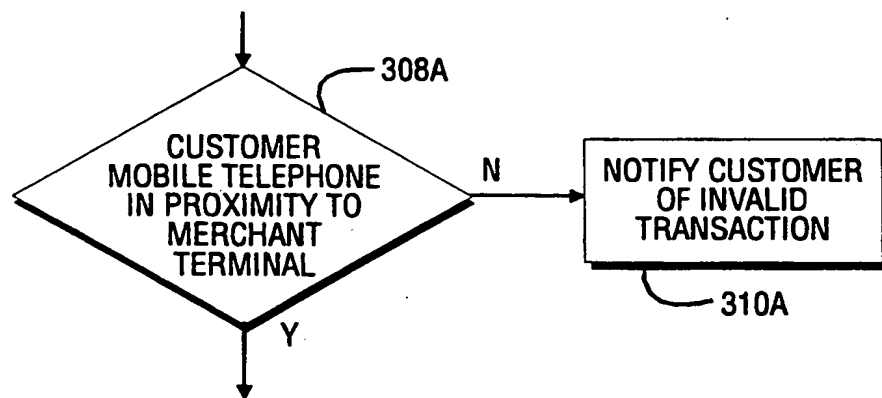 308A
CUSTOMER
MOBILE TELEPHONE
IN PROXIMITY TO
MERCHANT
TERMINAL
N
NOTIFY CUSTOMER
OF INVALID
TRANSACTION
310A
Y